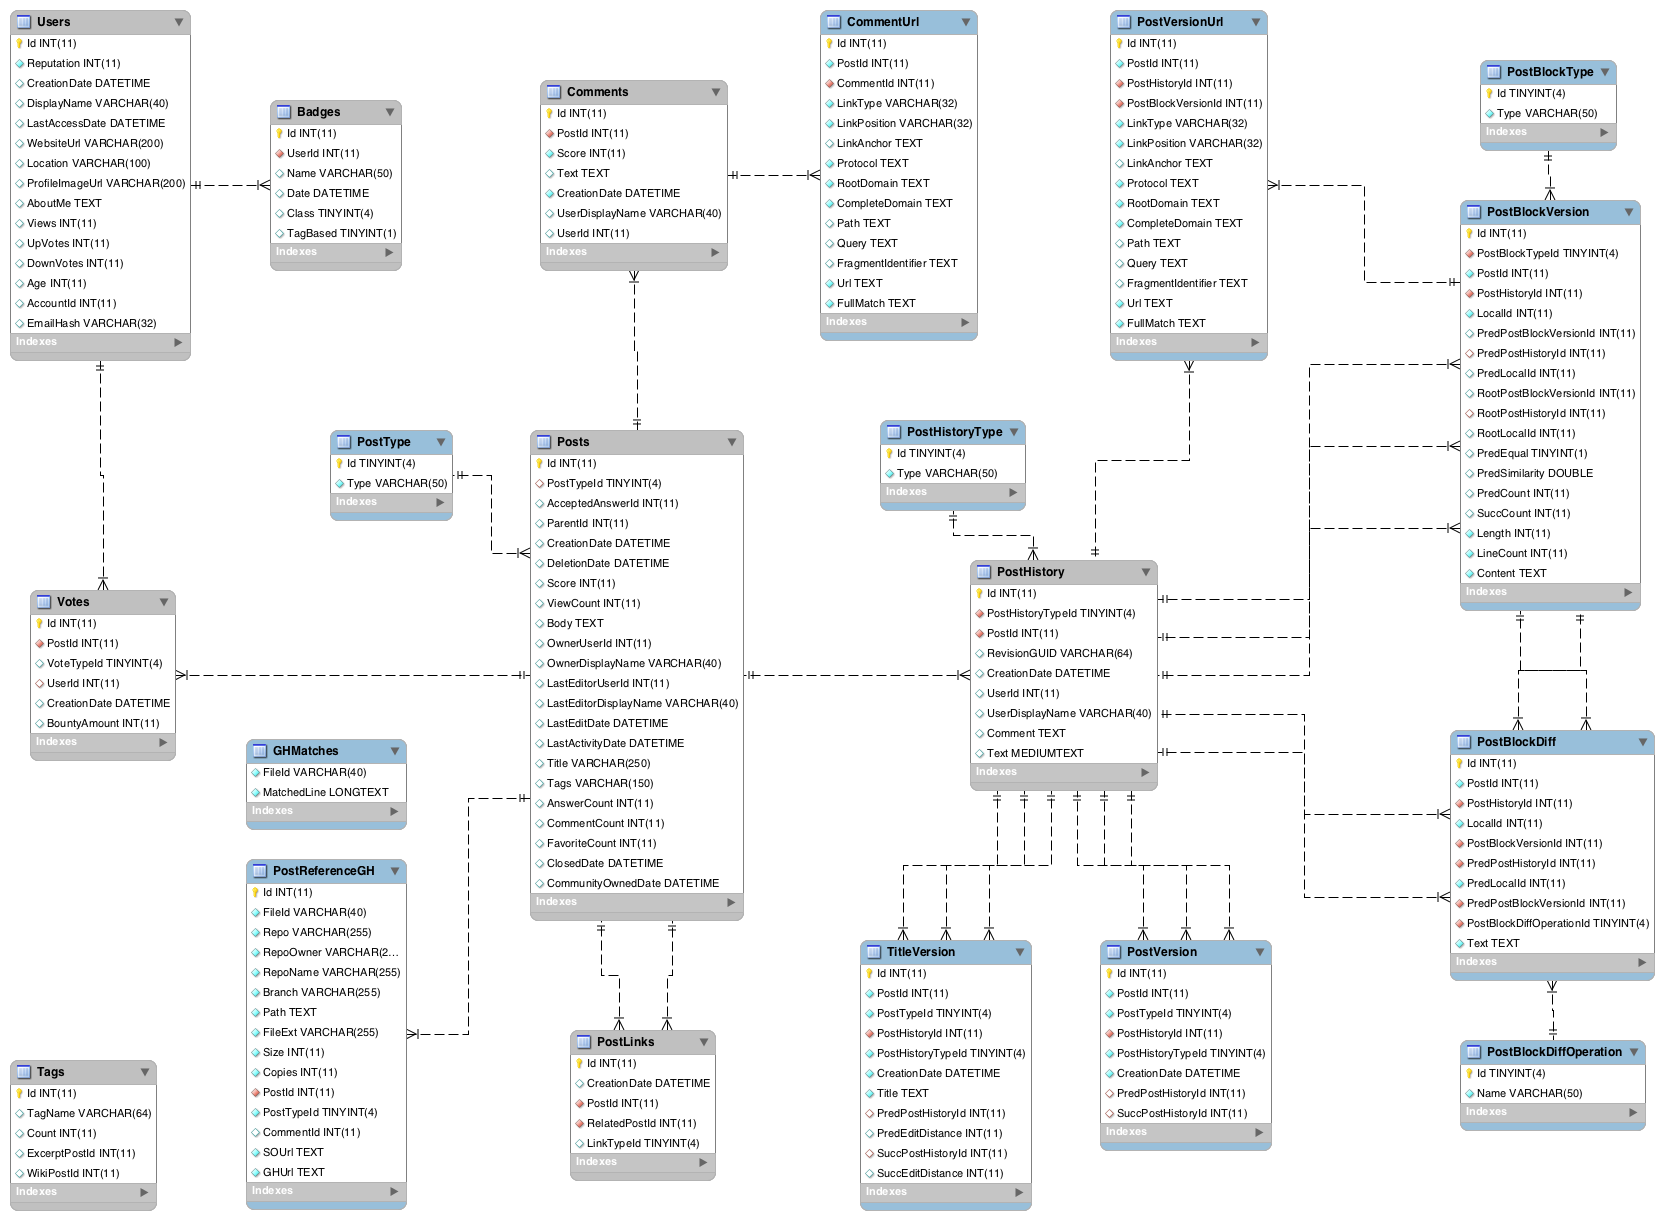 Users
Id INT(11)
Reputation INT(11)
CreationDate DATETIME
DisplayName VARCHAR(40)
LastAccessDate DATETIME
WebsiteUrl VARCHAR(200)
Location VARCHAR(100)
ProfileImageUrl VARCHAR(200)
AboutMe TEXT
Views INT(11)
UpVotes INT(11)
DownVotes INT(11)
Age INT(11)
AccountId INT(11)
EmailHash VARCHAR(32)
Indexes
Badges
Id INT(11)
UserId INT(11)
Name VARCHAR(50)
Date DATETIME
Class TINYINT(4)
TagBased TINYINT(1)
Indexes
Comments
Id INT(11)
PostId INT(11)
Score INT(11)
Text TEXT
CreationDate DATETIME
UserDisplayName VARCHAR(40)
UserId INT(11)
Indexes
CommentUrl
Id INT(11)
PostId INT(11)
CommentId INT(11)
LinkType VARCHAR(32)
LinkPosition VARCHAR(32)
LinkAnchor TEXT
Protocol TEXT
RootDomain TEXT
CompleteDomain TEXT
Path TEXT
Query TEXT
FragmentIdentifier TEXT
Url TEXT
FullMatch TEXT
Indexes
PostVersionUrl
Id INT(11)
PostId INT(11)
PostHistoryId INT(11)
PostBlockVersionId INT(11)
LinkType VARCHAR(32)
LinkPosition VARCHAR(32)
LinkAnchor TEXT
Protocol TEXT
RootDomain TEXT
CompleteDomain TEXT
Path TEXT
Query TEXT
FragmentIdentifier TEXT
Url TEXT
FullMatch TEXT
Indexes
PostBlockType
Id TINYINT(4)
Type VARCHAR(50)
Indexes
PostBlockVersion
Id INT(11)
PostBlockTypeId TINYINT(4)
PostId INT(11)
PostHistoryId INT(11)
LocalId INT(11)
PredPostBlockVersionId INT(11)
PredPostHistoryId INT(11)
PredLocalId INT(11)
RootPostBlockVersionId INT(11)
RootPostHistoryId INT(11)
RootLocalId INT(11)
PredEqual TINYINT(1)
PredSimilarity DOUBLE
PredCount INT(11)
SuccCount INT(11)
Length INT(11)
LineCount INT(11)
Content TEXT
Indexes
PostType
Id TINYINT(4)
Type VARCHAR(50)
Indexes
Posts
Id INT(11)
PostTypeId TINYINT(4)
AcceptedAnswerId INT(11)
ParentId INT(11)
CreationDate DATETIME
DeletionDate DATETIME
Score INT(11)
ViewCount INT(11)
Body TEXT
OwnerUserId INT(11)
OwnerDisplayName VARCHAR(40)
LastEditorUserId INT(11)
LastEditorDisplayName VARCHAR(40)
LastEditDate DATETIME
LastActivityDate DATETIME
Title VARCHAR(250)
Tags VARCHAR(150)
AnswerCount INT(11)
CommentCount INT(11)
FavoriteCount INT(11)
ClosedDate DATETIME
CommunityOwnedDate DATETIME
Indexes
PostHistoryType
Id TINYINT(4)
Type VARCHAR(50)
Indexes
PostHistory
Id INT(11)
PostHistoryTypeId TINYINT(4)
PostId INT(11)
RevisionGUID VARCHAR(64)
CreationDate DATETIME
UserId INT(11)
UserDisplayName VARCHAR(40)
Comment TEXT
Text MEDIUMTEXT
Indexes
Votes
Id INT(11)
PostId INT(11)
VoteTypeId TINYINT(4)
UserId INT(11)
CreationDate DATETIME
BountyAmount INT(11)
Indexes
GHMatches
FileId VARCHAR(40)
MatchedLine LONGTEXT
Indexes
PostReferenceGH
Id INT(11)
FileId VARCHAR(40)
Repo VARCHAR(255)
RepoOwner VARCHAR(2...
RepoName VARCHAR(255)
Branch VARCHAR(255)
Path TEXT
FileExt VARCHAR(255)
Size INT(11)
Copies INT(11)
PostId INT(11)
PostTypeId TINYINT(4)
CommentId INT(11)
SOUrl TEXT
GHUrl TEXT
Indexes
Tags
Id INT(11)
TagName VARCHAR(64)
Count INT(11)
ExcerptPostId INT(11)
WikiPostId INT(11)
Indexes
PostLinks
Id INT(11)
CreationDate DATETIME
PostId INT(11)
RelatedPostId INT(11)
LinkTypeId TINYINT(4)
Indexes
TitleVersion
Id INT(11)
PostId INT(11)
PostTypeId TINYINT(4)
PostHistoryId INT(11)
PostHistoryTypeId TINYINT(4)
CreationDate DATETIME
Title TEXT
PredPostHistoryId INT(11)
PredEditDistance INT(11)
SuccPostHistoryId INT(11)
SuccEditDistance INT(11)
Indexes
PostVersion
Id INT(11)
PostId INT(11)
PostTypeId TINYINT(4)
PostHistoryId INT(11)
PostHistoryTypeId TINYINT(4)
CreationDate DATETIME
PredPostHistoryId INT(11)
SuccPostHistoryId INT(11)
Indexes
PostBlockDiff
Id INT(11)
PostId INT(11)
PostHistoryId INT(11)
LocalId INT(11)
PostBlockVersionId INT(11)
PredPostHistoryId INT(11)
PredLocalId INT(11)
PredPostBlockVersionId INT(11)
PostBlockDiffOperationId TINYINT(4)
Text TEXT
Indexes
PostBlockDiffOperation
Id TINYINT(4)
Name VARCHAR(50)
Indexes